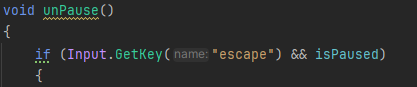 void unPause()
{
if (Input.GetKey( name: "escape") && isPaused)
{